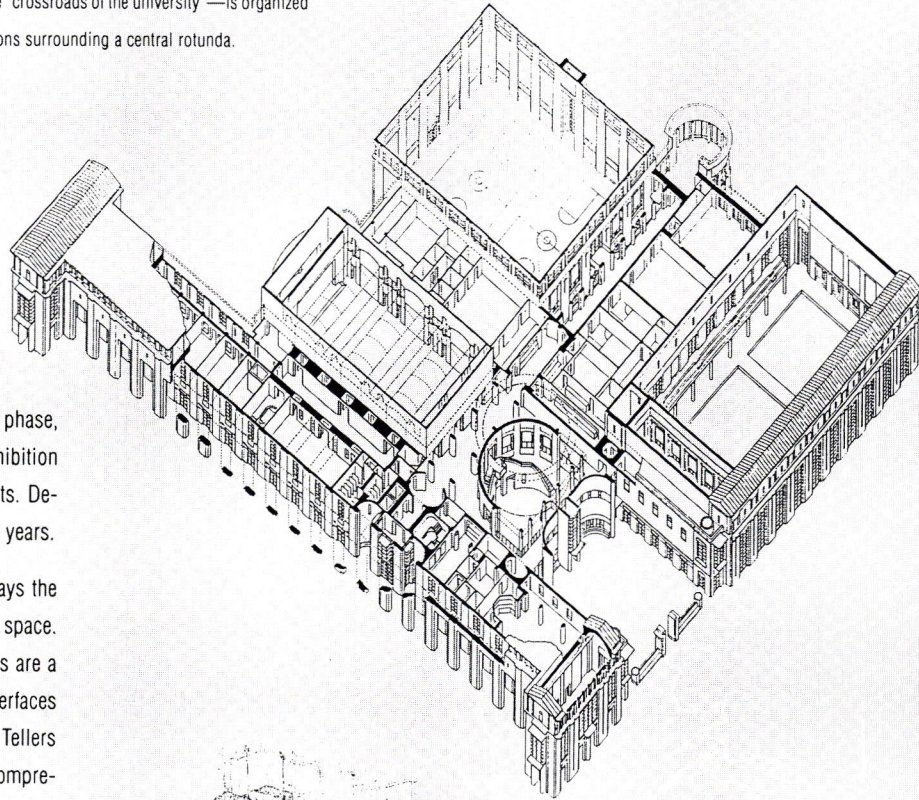 crossroads of the university"—is organized
ons surrounding a central rotunda.
phase,
hibition
ts. De-
years.
ays the
space.
s are a
erfaces
Tellers
ompre-